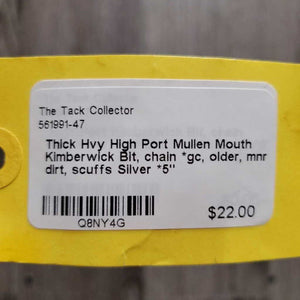 The Tack Collector
561991-47
Thick Hvy High Port Mullen Mouth
Kimberwick Bit, chain *gc, older, mnr
dirt, scuffs Silver *5"
$22.00
Q8NY4G